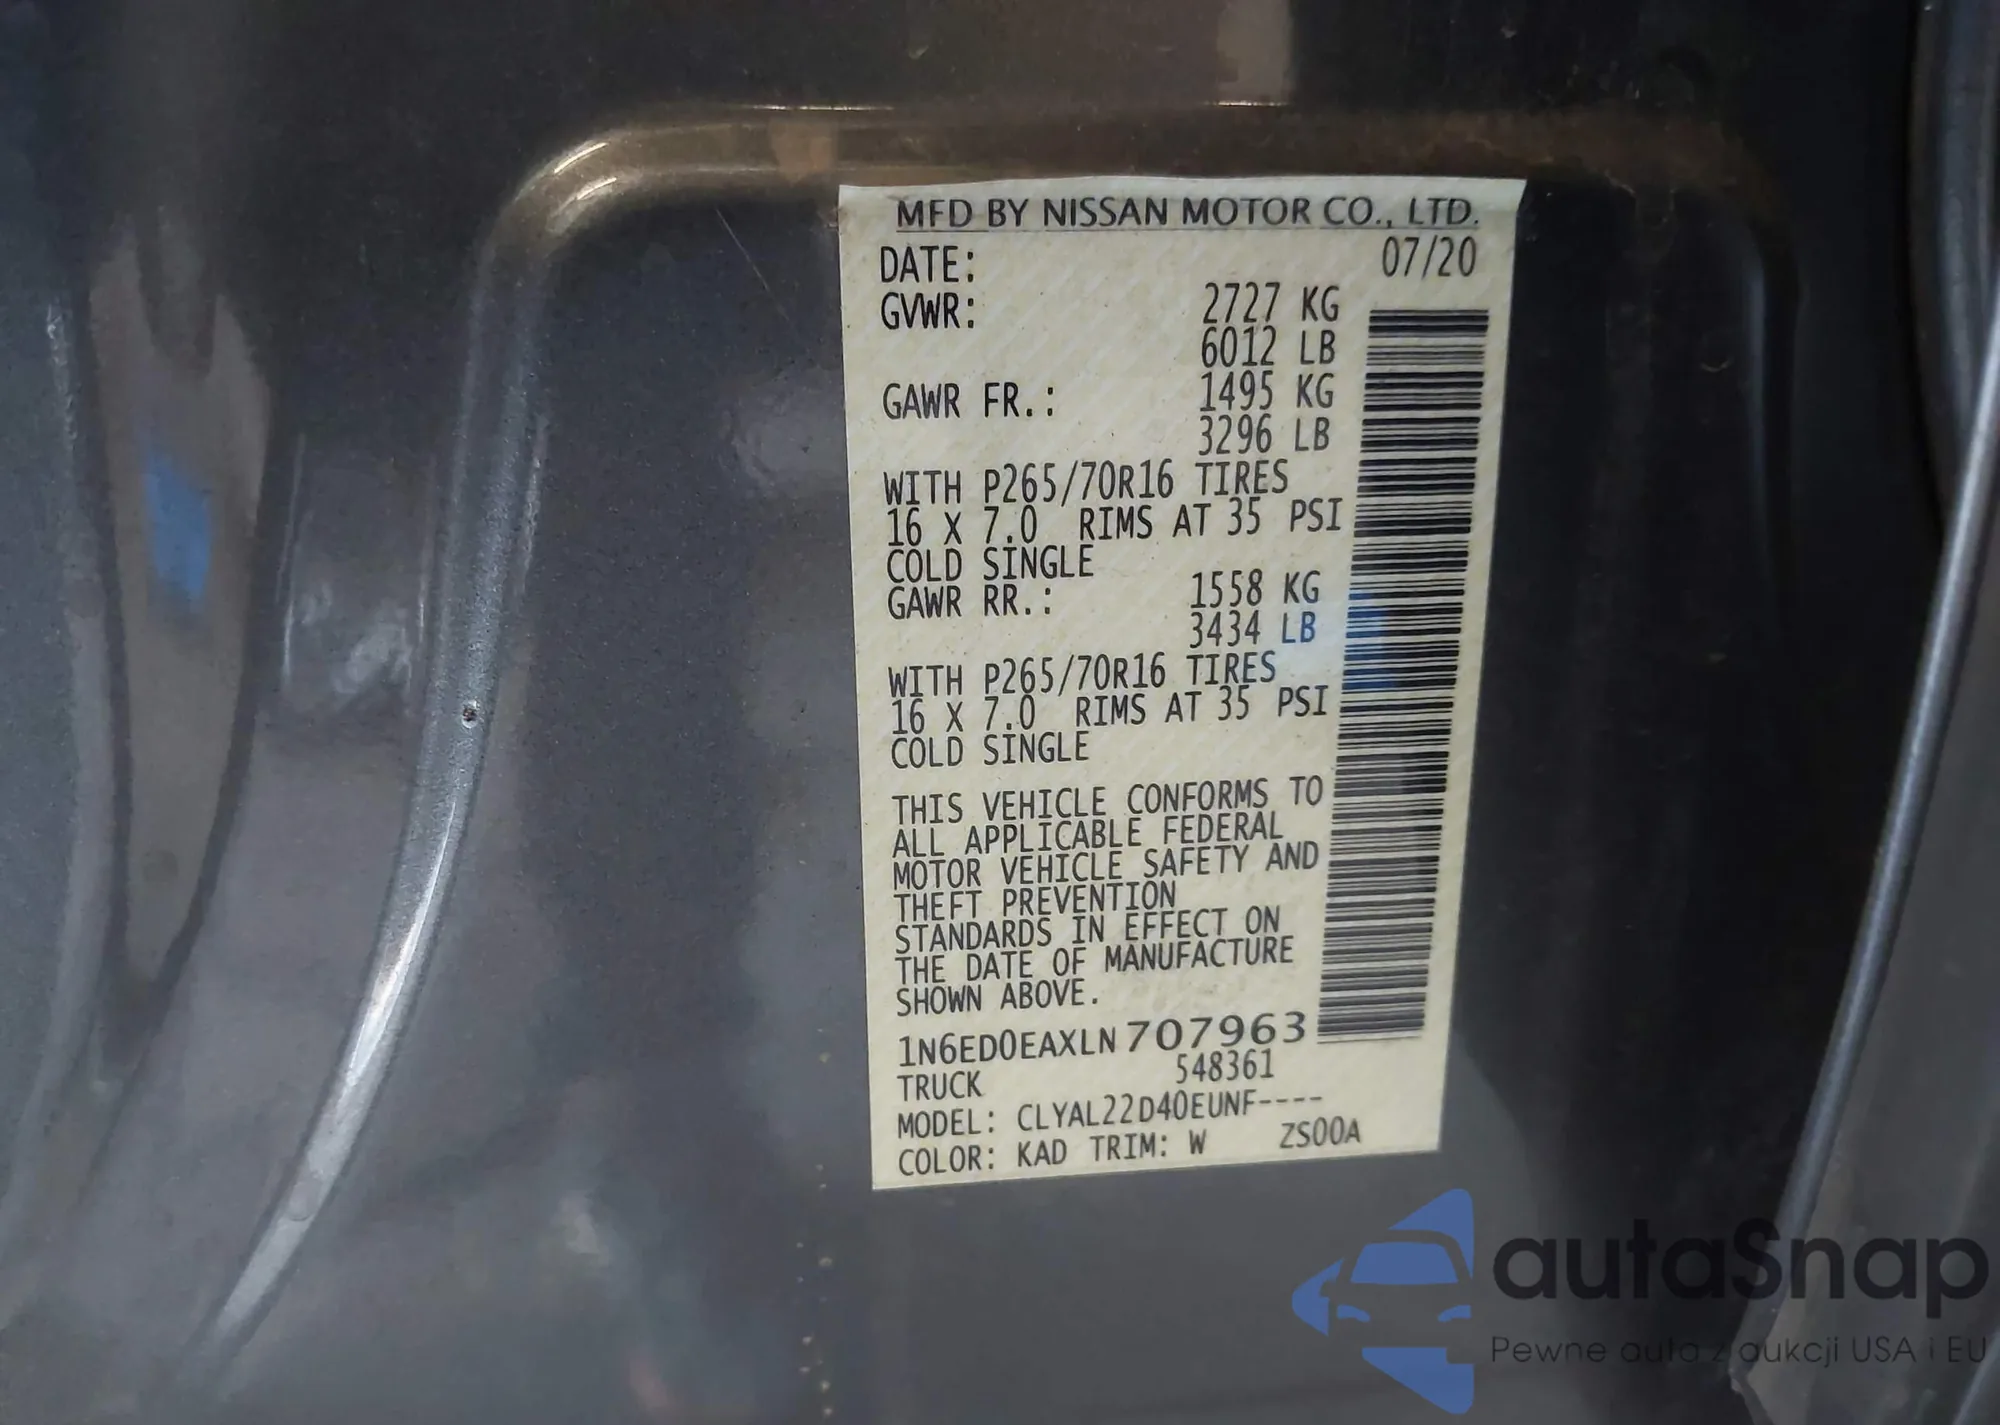 MFD BY NISSAN MOTOR CO., LTD.
DATE: 07/20
GVWR: 2727 KG
6012 LB
GAWR FR.: 1495 KG
3296 LB
WITH P265/70R16 TIRES
16 X 7.0 RIMS AT 35 PSI
COLD SINGLE
GAWR RR.: 1558 KG
3434 LB
WITH P265/70R16 TIRES
16 X 7.0 RIMS AT 35 PSI
COLD SINGLE
THIS VEHICLE CONFORMS TO
ALL APPLICABLE FEDERAL
MOTOR VEHICLE SAFETY AND
THEFT PREVENTION
STANDARDS IN EFFECT ON
THE DATE OF MANUFACTURE
SHOWN ABOVE.
1N6ED0EAXLN707963
TRUCK 548361
MODEL: CLYAL22D40EUNF----
COLOR: KAD TRIM: W ZS00A
autaSnap
Pewne auta z aukcji USA i EU